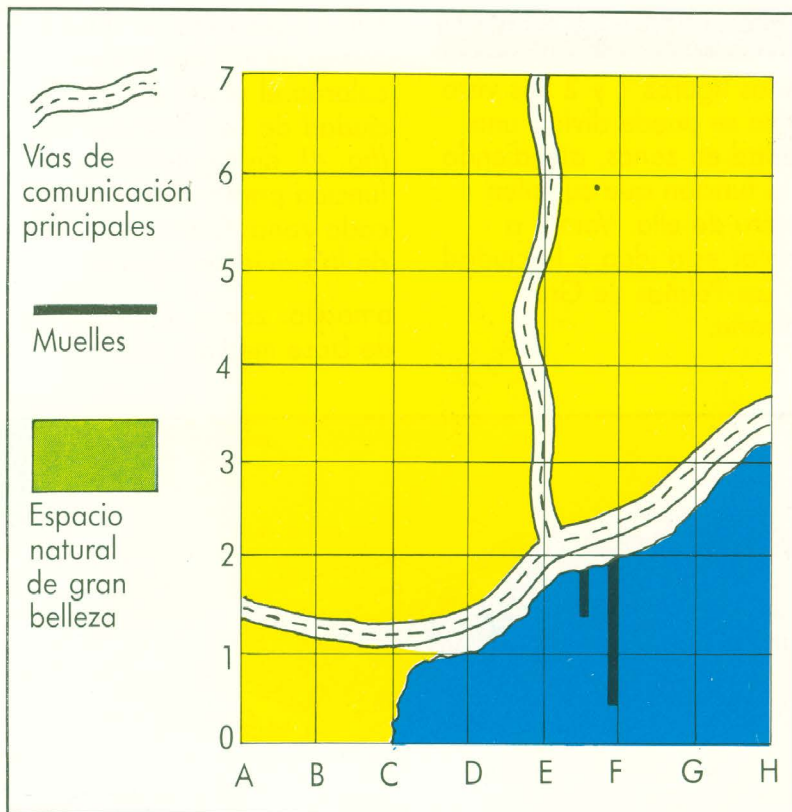 Vías de
comunicación
principales
Muelles
Espacio
natural
de gran
belleza
7
6
5
4
3
2
1
0
A B C D E F G H